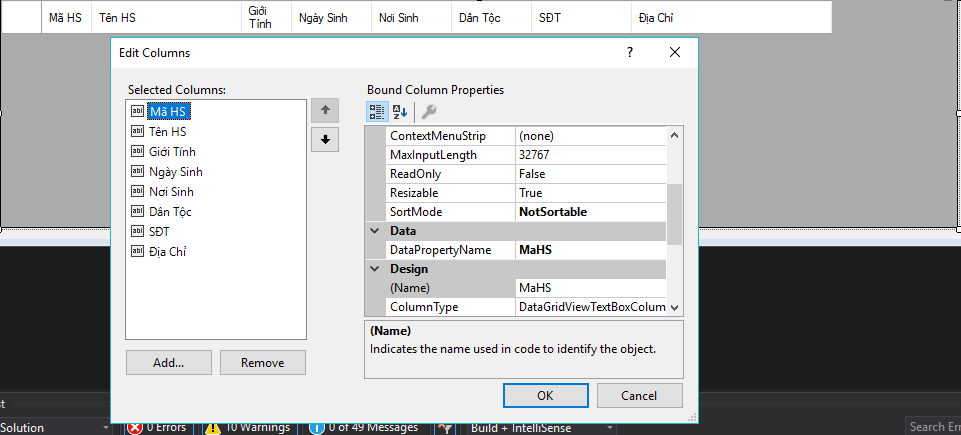 Mã HS Tên HS Giới Tính Ngày Sinh Nơi Sinh Dân Tộc SĐT Địa Chỉ
Edit Columns ? ×
Selected Columns:
Mã HS
Tên HS
Giới Tính
Ngày Sinh
Nơi Sinh
Dân Tộc
SĐT
Địa Chỉ
Add... Remove
Bound Column Properties
ContextMenuStrip (none)
MaxInputLength 32767
ReadOnly False
Resizable True
SortMode NotSortable
Data
DataPropertyName MaHS
Design
(Name) MaHS
ColumnType DataGridViewTextBoxColum
(Name)
Indicates the name used in code to identify the object.
OK Cancel
st
Solution 0 Errors 10 Warnings 0 of 49 Messages Build + IntelliSense Search Err